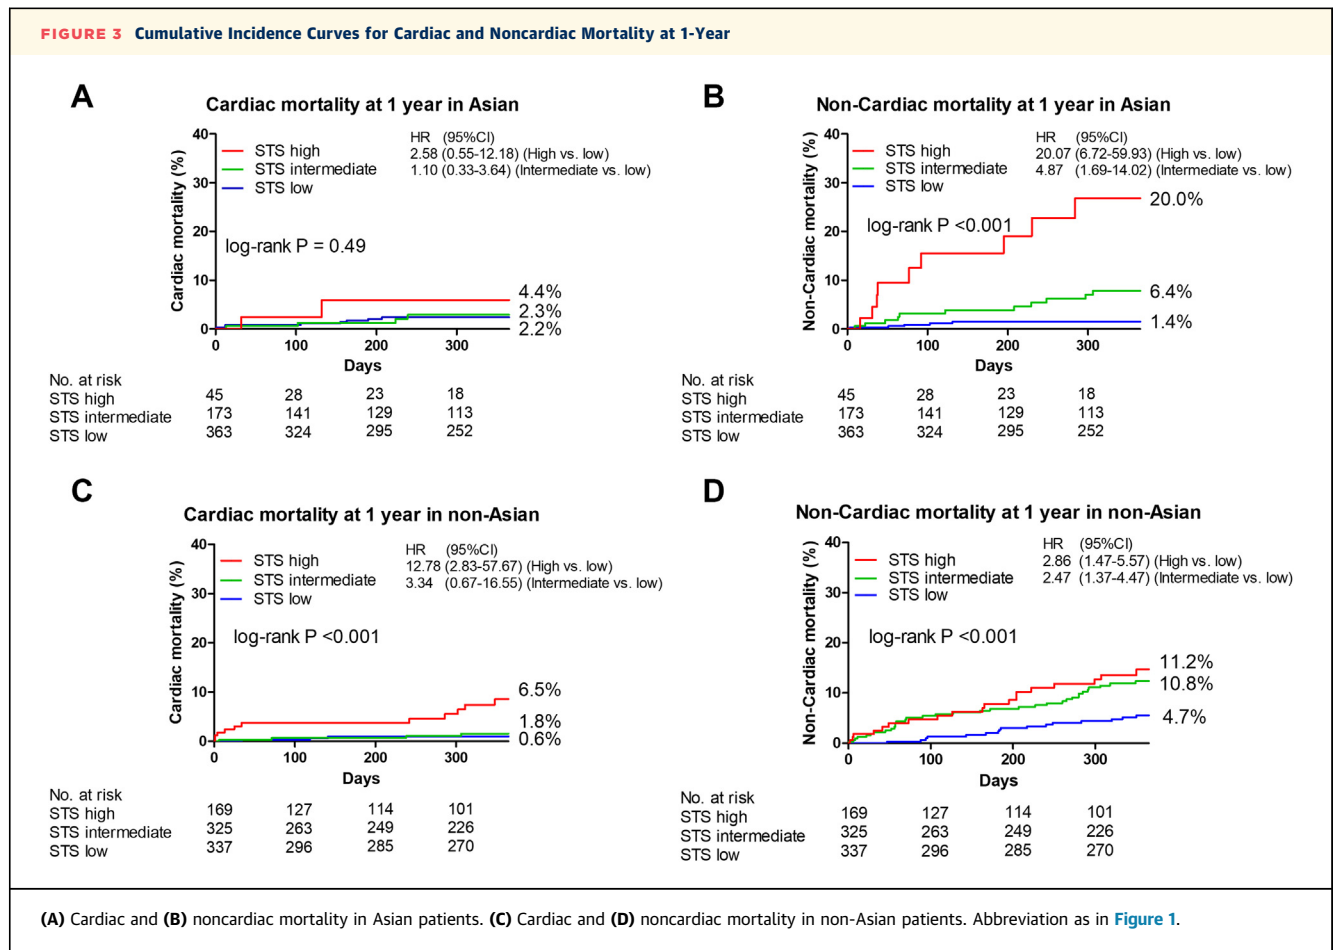 FIGURE 3 Cumulative Incidence Curves for Cardiac and Noncardiac Mortality at 1-Year
A
Cardiac mortality at 1 year in Asian
Cardiac mortality (%)
40
30
20
10
0
STS high
STS intermediate
STS low
HR (95%CI)
2.58 (0.55-12.18) (High vs. low)
1.10 (0.33-3.64) (Intermediate vs low)
log-rank P = 0.49
4.4%
2.3%
2.2%
0 100 200 300
Days
No. at risk
STS high 45 28 23 18
STS intermediate 173 141 129 113
STS low 363 324 295 252
B
Non-Cardiac mortality at 1 year in Asian
Non-Cardiac mortality (%)
40
30
20
10
0
STS high
STS intermediate
STS low
HR (95%CI)
20.07 (6.72-59.93) (High vs. low)
4.87 (1.69-14.02) (Intermediate vs. low)
log-rank P <0.001
20.0%
6.4%
1.4%
0 100 200 300
Days
No. at risk
STS high 45 28 23 18
STS intermediate 173 141 129 113
STS low 363 324 295 252
C
Cardiac mortality at 1 year in non-Asian
Cardiac mortality (%)
40
30
20
10
0
STS high
STS intermediate
STS low
HR (95%CI)
12.78 (2.83-57.67) (High vs. low)
3.34 (0.67-16.55) (Intermediate vs. low)
log-rank P <0.001
6.5%
1.8%
0.6%
0 100 200 300
Days
No. at risk
STS high 169 127 114 101
STS intermediate 325 263 249 226
STS low 337 296 285 270
D
Non-Cardiac mortality at 1 year in non-Asian
Non-Cardiac mortality (%)
40
30
20
10
0
STS high
STS intermediate
STS low
HR (95%CI)
2.86 (1.47-5.57) (High vs. low)
2.47 (1.37-4.47) (Intermediate vs. low)
log-rank P <0.001
11.2%
10.8%
4.7%
0 100 200 300
Days
No. at risk
STS high 169 127 114 101
STS intermediate 325 263 249 226
STS low 337 296 285 270
(A) Cardiac and (B) noncardiac mortality in Asian patients. (C) Cardiac and (D) noncardiac mortality in non-Asian patients. Abbreviation as in Figure 1.